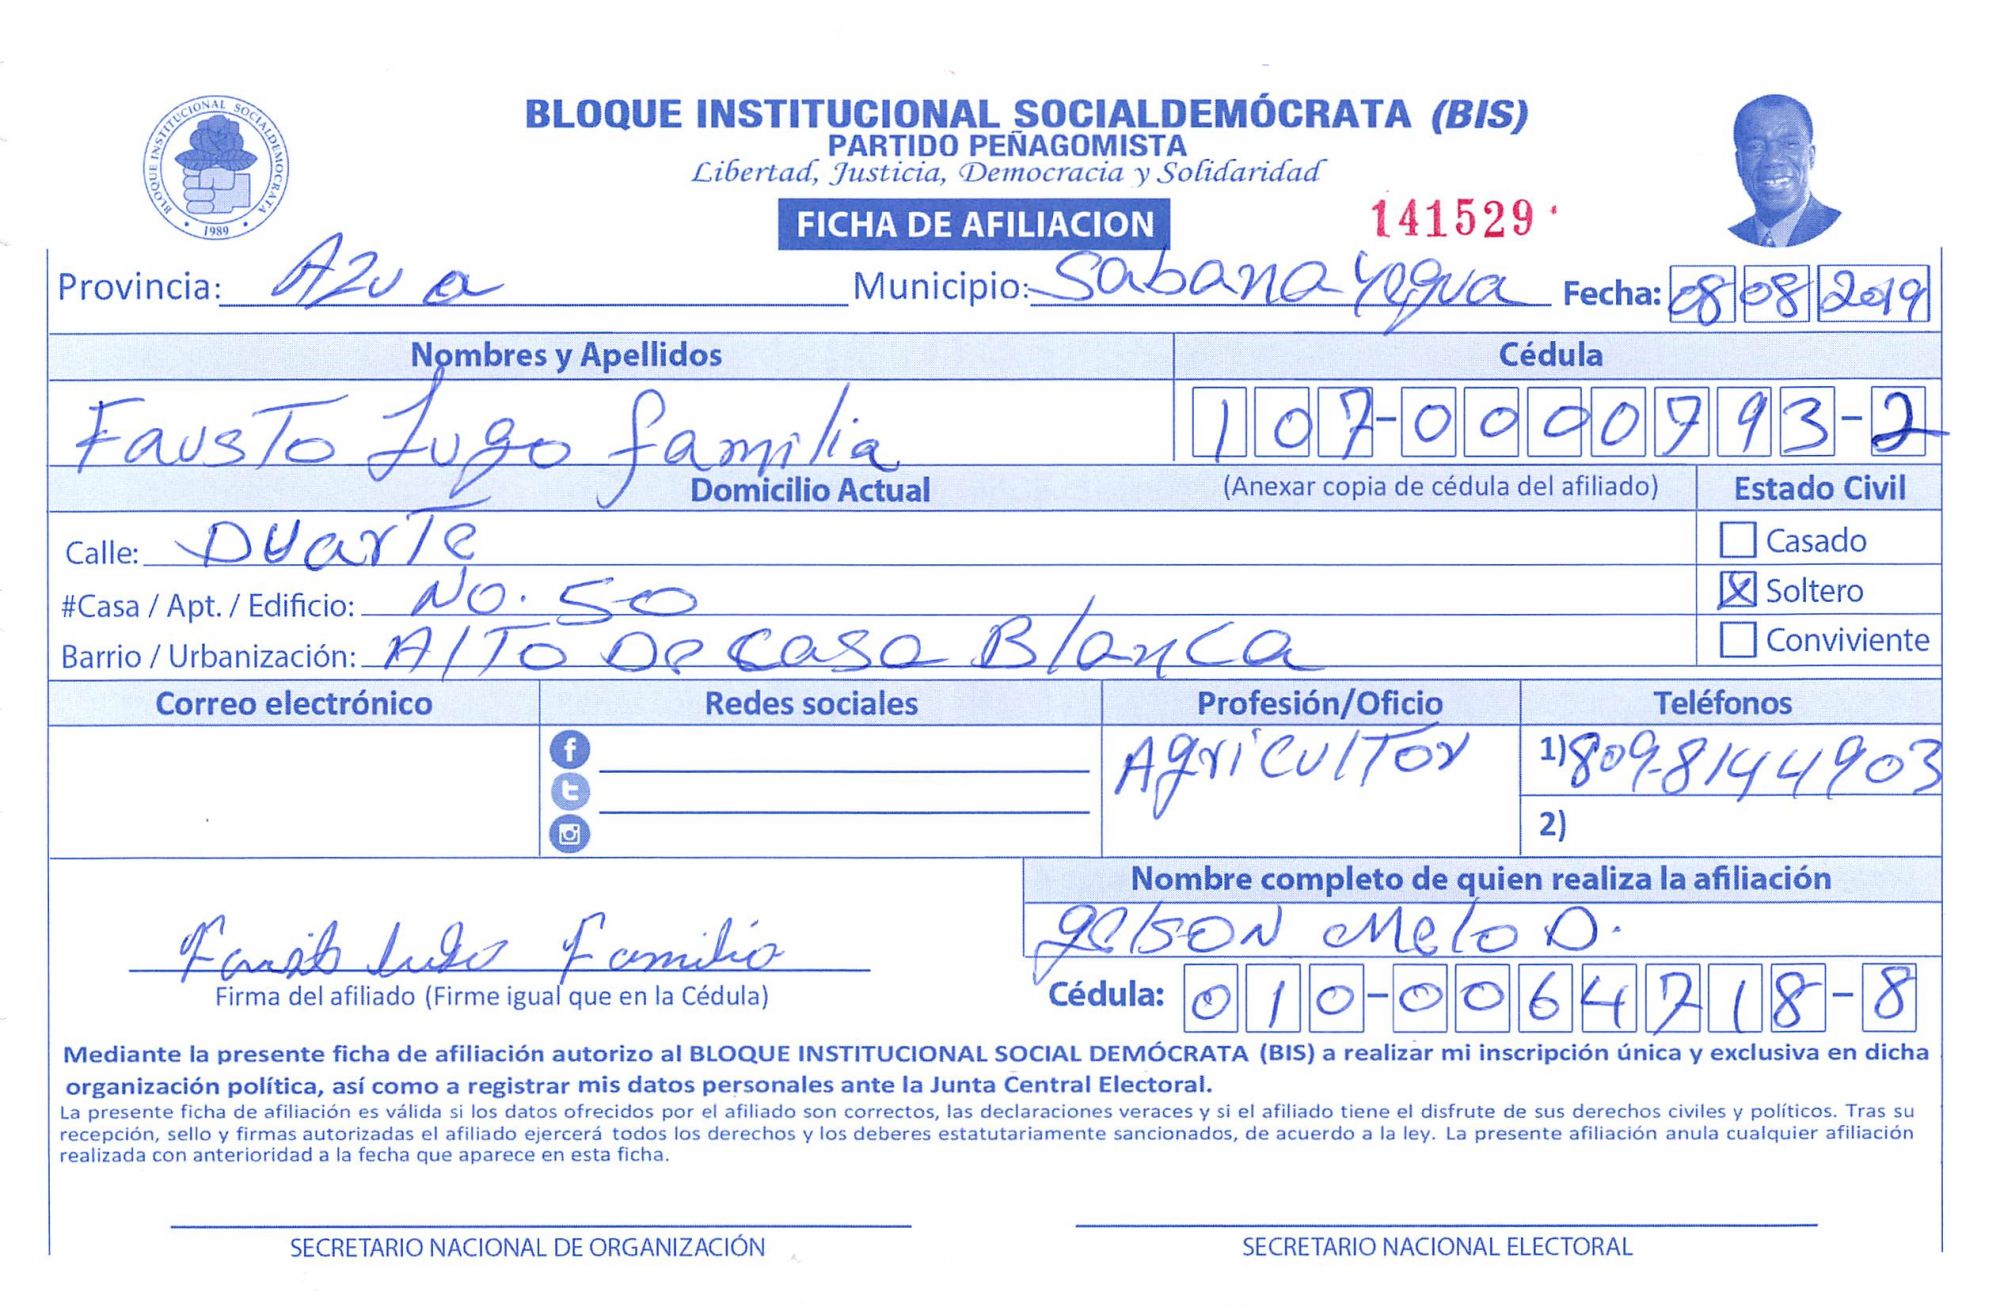 BLOQUE INSTITUCIONAL SOCIALDEMÓCRATA (BIS)
PARTIDO PEÑAGOMISTA
Libertad, Justicia, Democracia y Solidaridad
BLOQUE INSTITUCIONAL SOCIALDEMOCRATA
1989
FICHA DE AFILIACION
141529
Provincia: Azua Municipio: Sabana Yegua Fecha: 08 08 2019
Nombres y Apellidos Cédula
Fausto Lugo familia 107-0000793-2
Domicilio Actual (Anexar copia de cédula del afiliado) Estado Civil
Calle: Duarte Casado
#Casa / Apt. / Edificio: No. 50 Soltero
Barrio / Urbanización: Alto De Casa Blanca Conviviente
Correo electrónico Redes sociales Profesión/Oficio Teléfonos
Agricultor 1) 809-8144903
2)
Nombre completo de quien realiza la afiliación
gelson Melo D.
Fausto Lugo Familia
Firma del afiliado (Firme igual que en la Cédula) Cédula: 010-0064718-8
Mediante la presente ficha de afiliación autorizo al BLOQUE INSTITUCIONAL SOCIAL DEMÓCRATA (BIS) a realizar mi inscripción única y exclusiva en dicha
organización política, así como a registrar mis datos personales ante la Junta Central Electoral.
La presente ficha de afiliación es válida si los datos ofrecidos por el afiliado son correctos, las declaraciones veraces y si el afiliado tiene el disfrute de sus derechos civiles y políticos. Tras su
recepción, sello y firmas autorizadas el afiliado ejercerá todos los derechos y los deberes estatutariamente sancionados, de acuerdo a la ley. La presente afiliación anula cualquier afiliación
realizada con anterioridad a la fecha que aparece en esta ficha.
SECRETARIO NACIONAL DE ORGANIZACIÓN SECRETARIO NACIONAL ELECTORAL